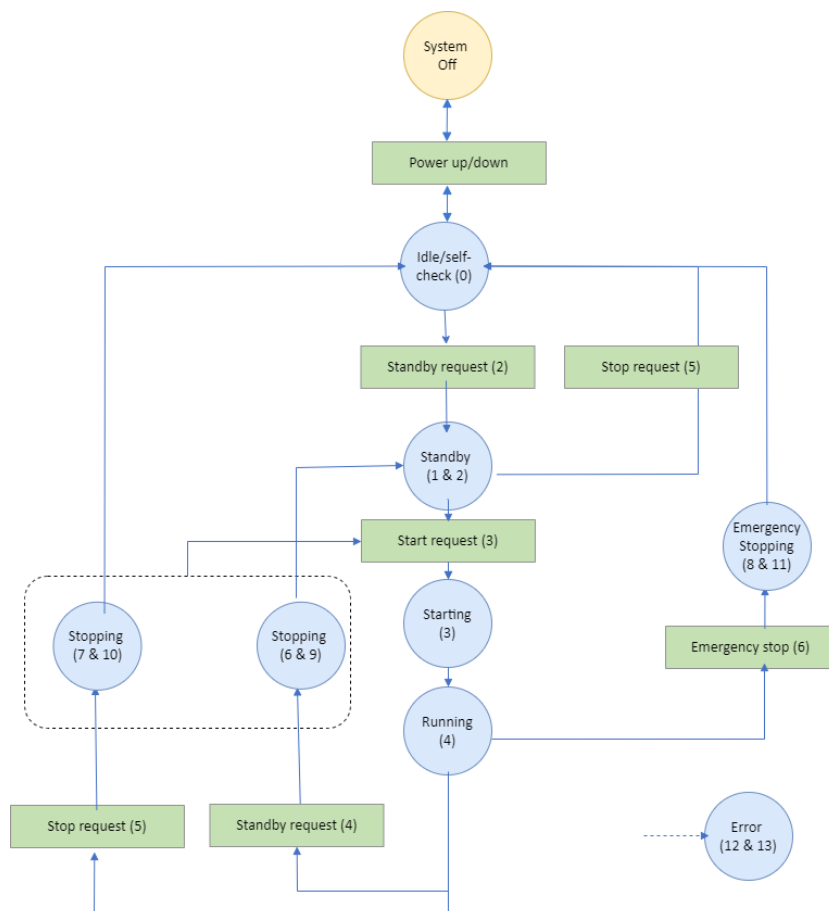 System
Off
Power up/down
Idle/self-
check (0)
Standby request (2)
Stop request (5)
Standby
(1 & 2)
Start request (3)
Emergency
Stopping
(8 & 11)
Starting
(3)
Stopping
(7 & 10)
Stopping
(6 & 9)
Emergency stop (6)
Running
(4)
Stop request (5)
Standby request (4)
Error
(12 & 13)